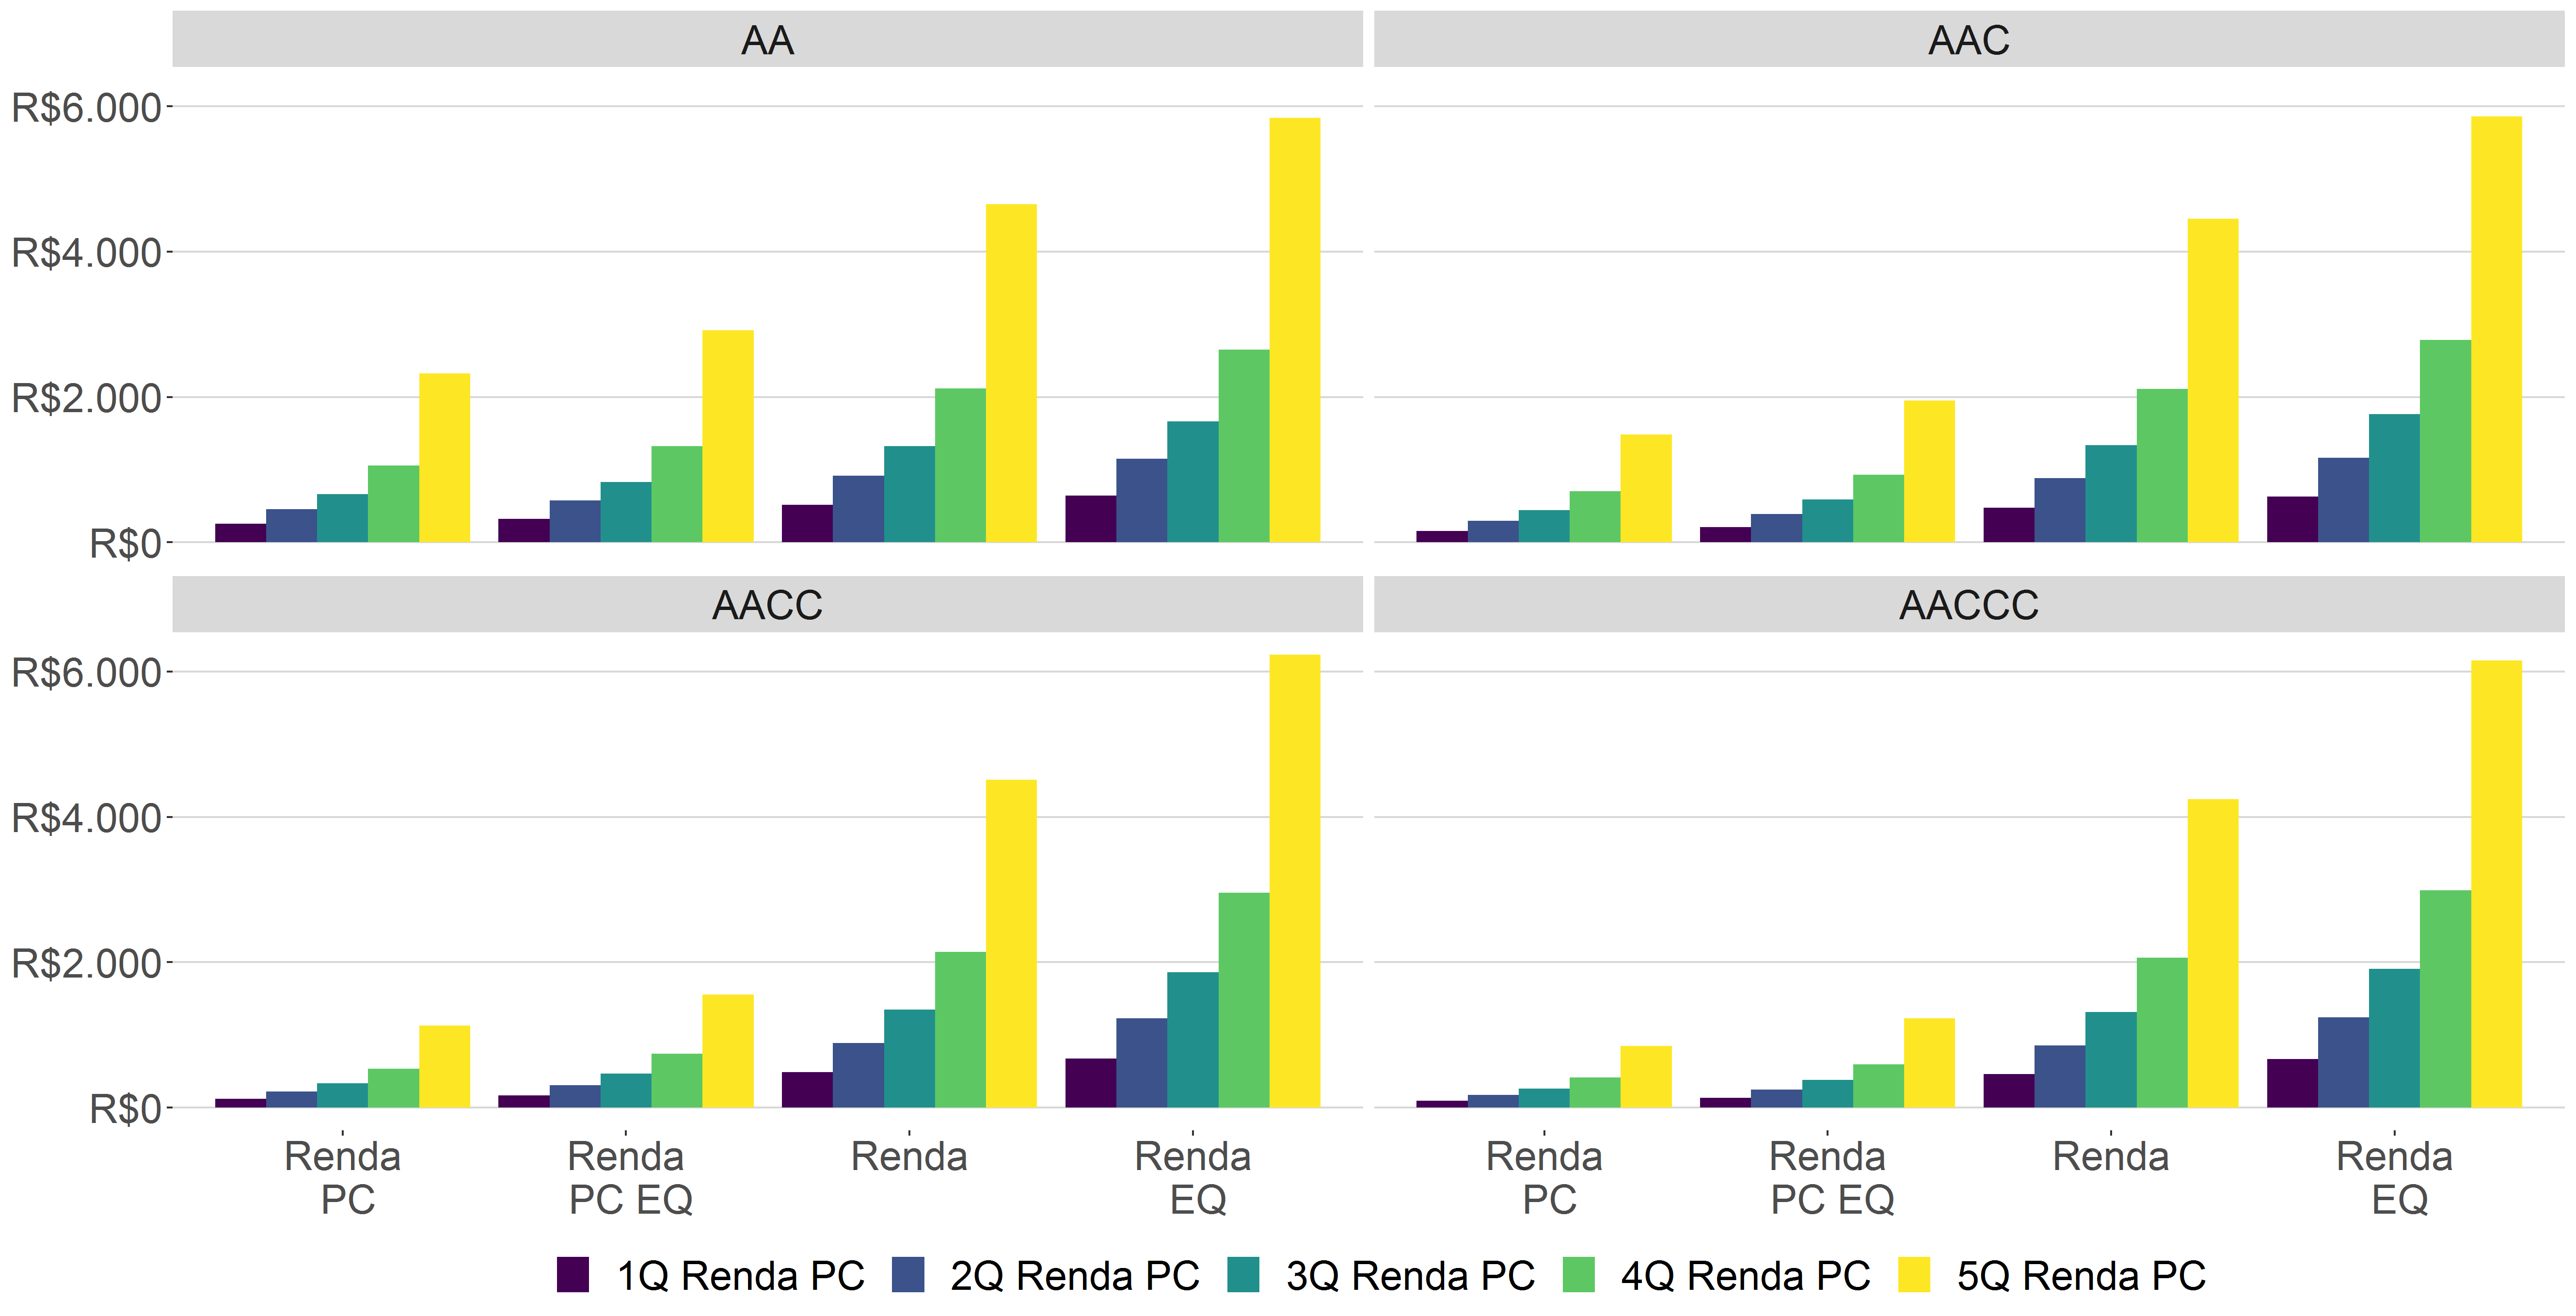 AA
AAC
R$6.000
R$4.000
R$2.000
R$0
AACC
AACCC
R$6.000
R$4.000
R$2.000
R$0
Renda
PC
Renda
PC EQ
Renda
Renda
EQ
Renda
PC
Renda
PC EQ
Renda
Renda
EQ
1Q Renda PC
2Q Renda PC
3Q Renda PC
4Q Renda PC
5Q Renda PC